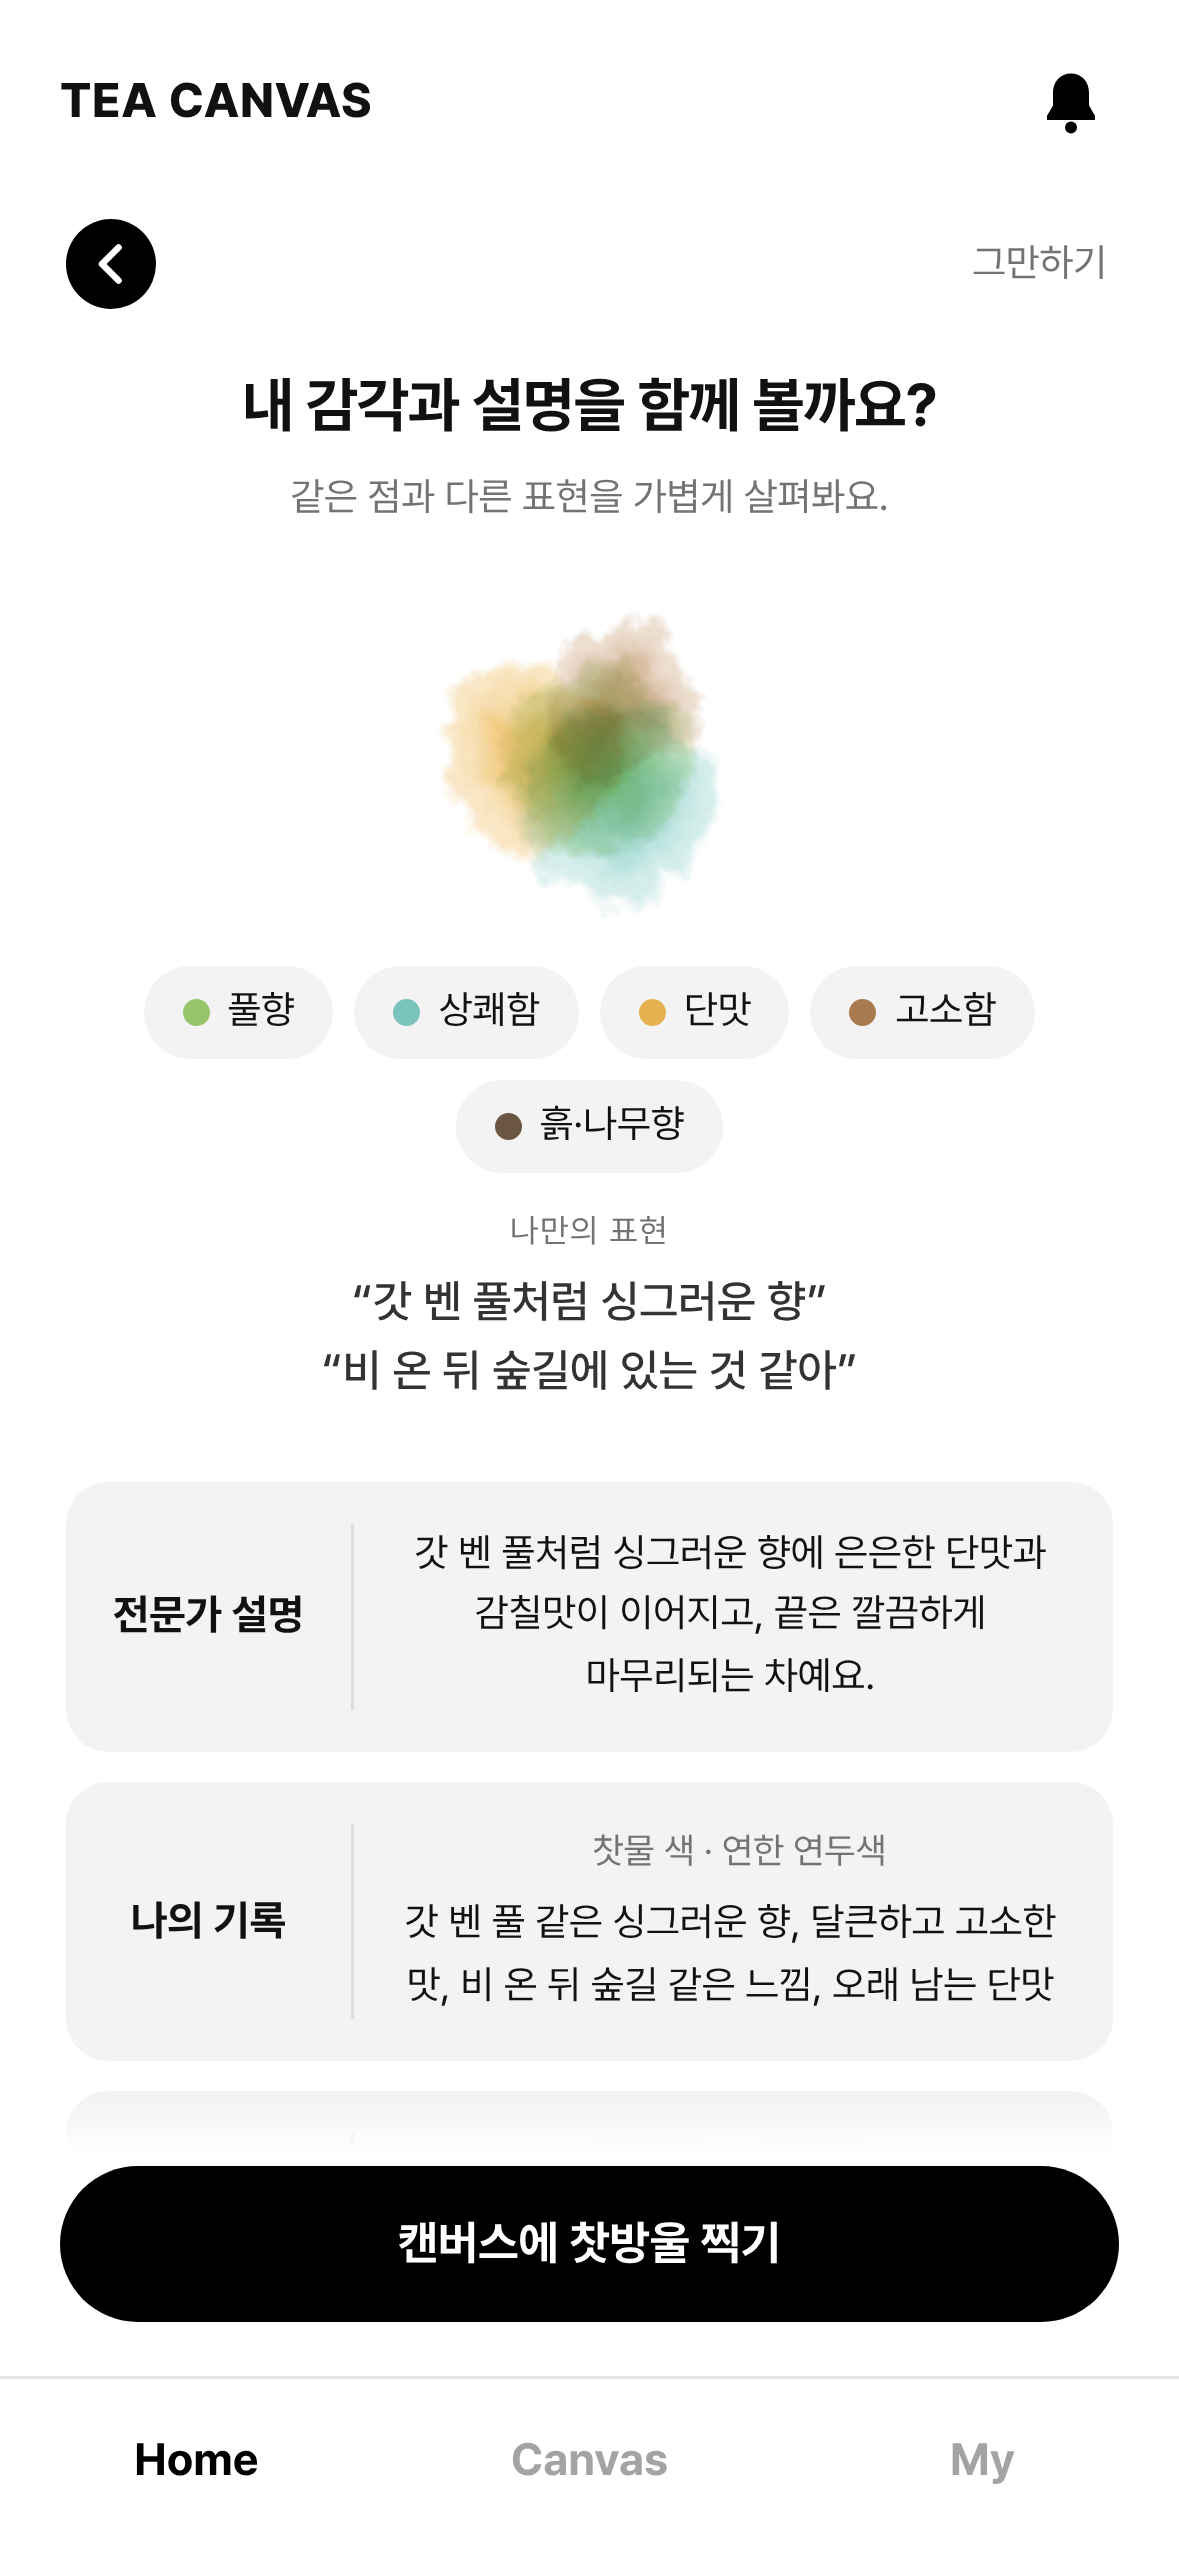 TEA CANVAS
그만하기
내 감각과 설명을 함께 볼까요?
같은 점과 다른 표현을 가볍게 살펴봐요.
풀향
상쾌함
단맛
고소함
흙·나무향
나만의 표현
“갓 벤 풀처럼 싱그러운 향”
“비 온 뒤 숲길에 있는 것 같아”
전문가 설명
갓 벤 풀처럼 싱그러운 향에 은은한 단맛과
감칠맛이 이어지고, 끝은 깔끔하게
마무리되는 차예요.
나의 기록
찻물 색 · 연한 연두색
갓 벤 풀 같은 싱그러운 향, 달큰하고 고소한
맛, 비 온 뒤 숲길 같은 느낌, 오래 남는 단맛
캔버스에 찻방울 찍기
Home
Canvas
My